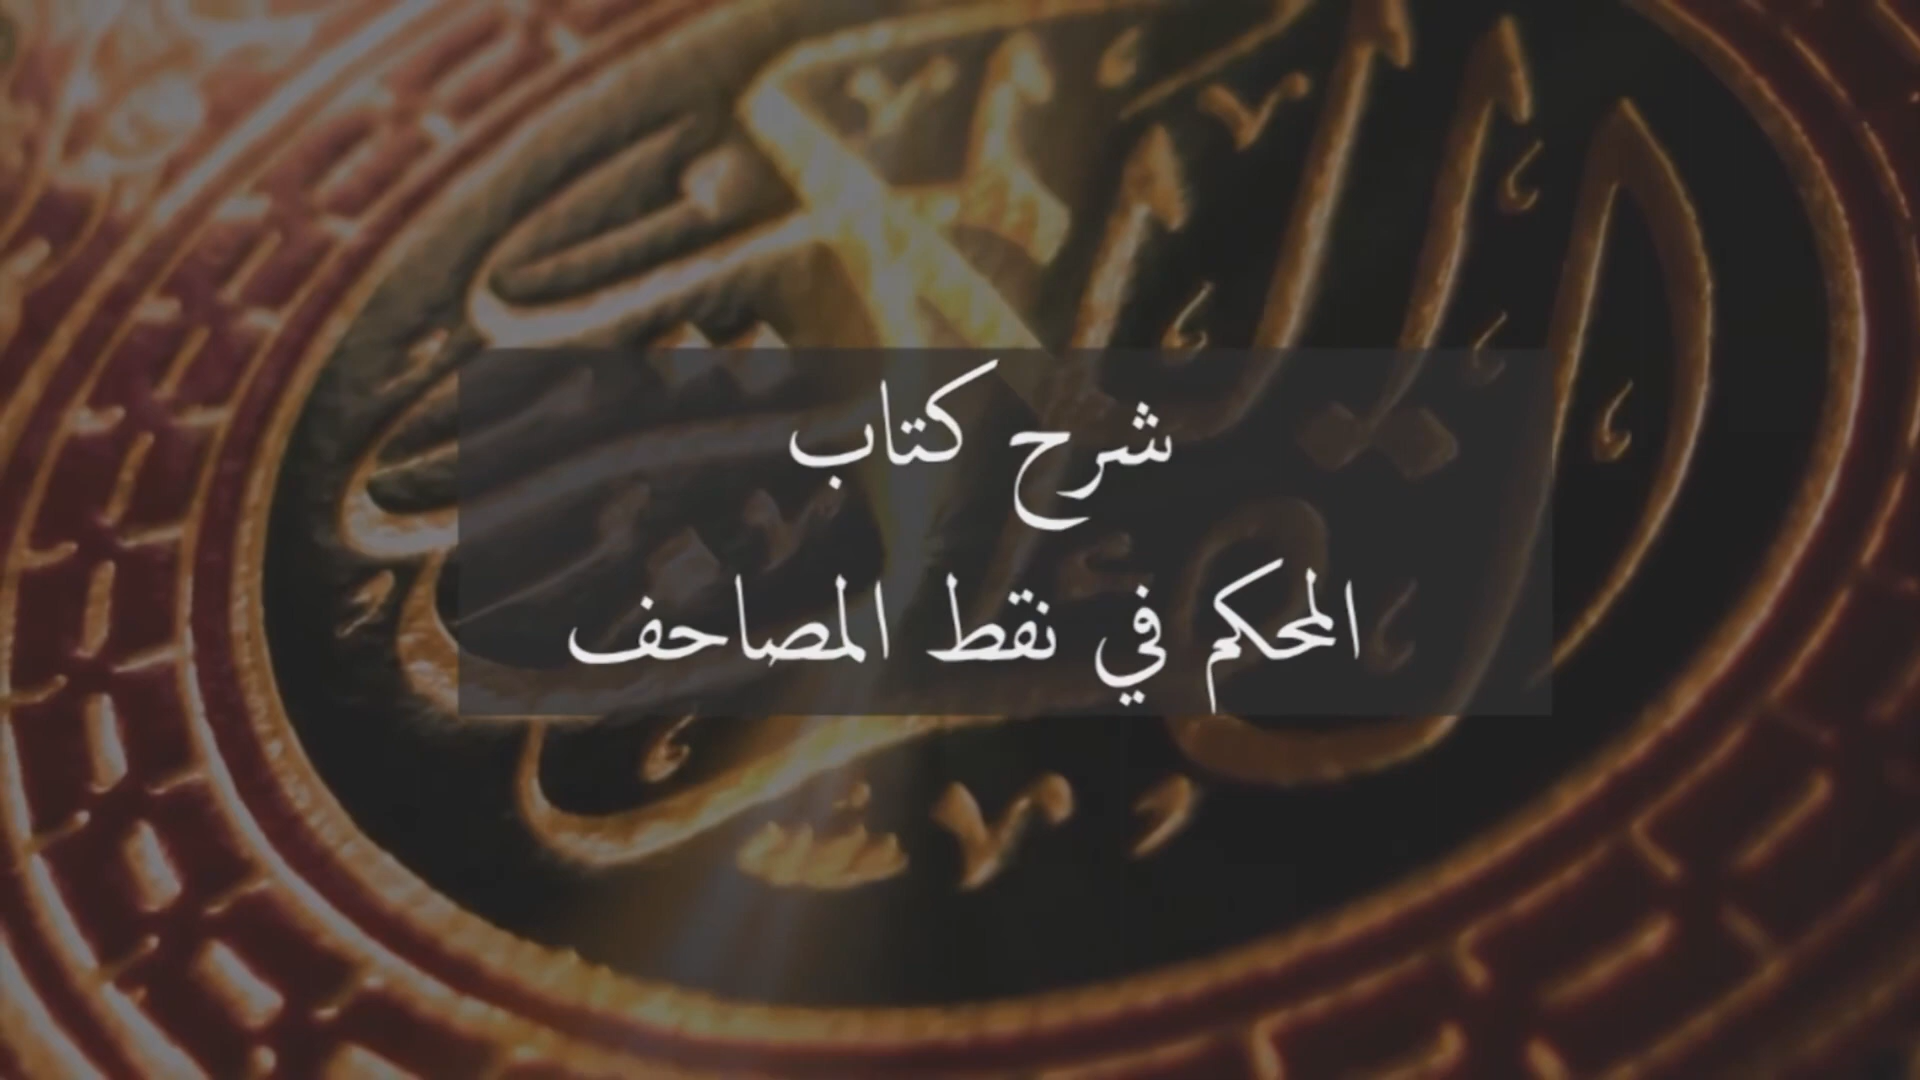 شرح كتاب
المحكم في نقط المصاحف